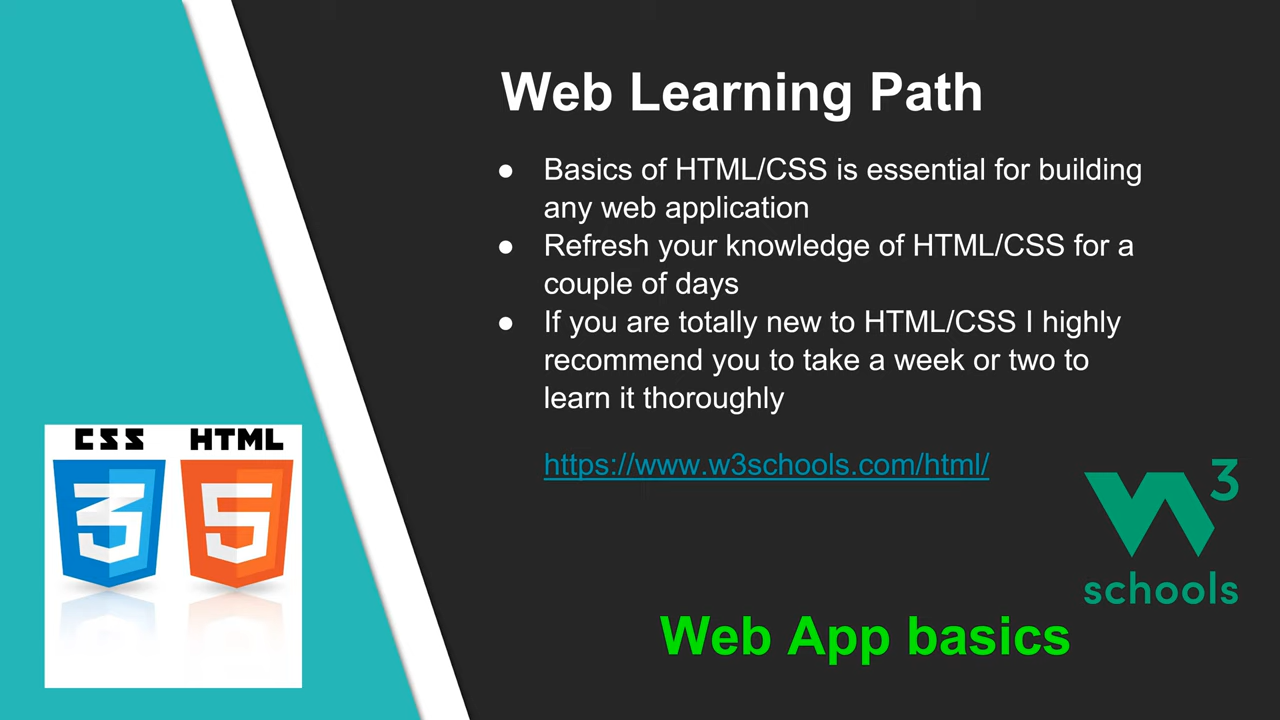 Web Learning Path
● Basics of HTML/CSS is essential for building
any web application
● Refresh your knowledge of HTML/CSS for a
couple of days
● If you are totally new to HTML/CSS I highly
recommend you to take a week or two to
learn it thoroughly
https://www.w3schools.com/html/
CSS HTML
3 5
W3
schools
Web App basics